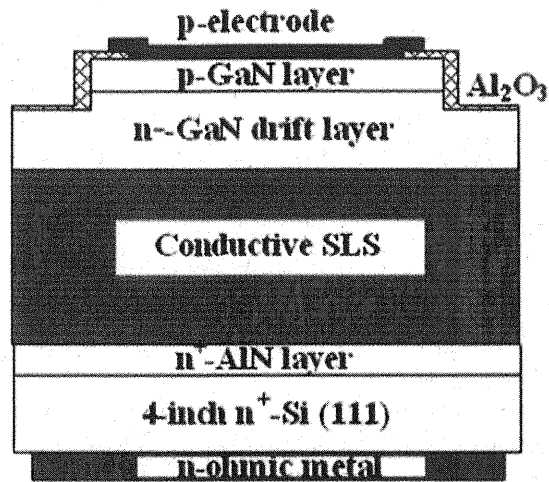 p-electrode
p-GaN layer
Al₂O₃
n--GaN drift layer
Conductive SLS
n⁺-AlN layer
4-inch n⁺-Si (111)
n-ohmic metal